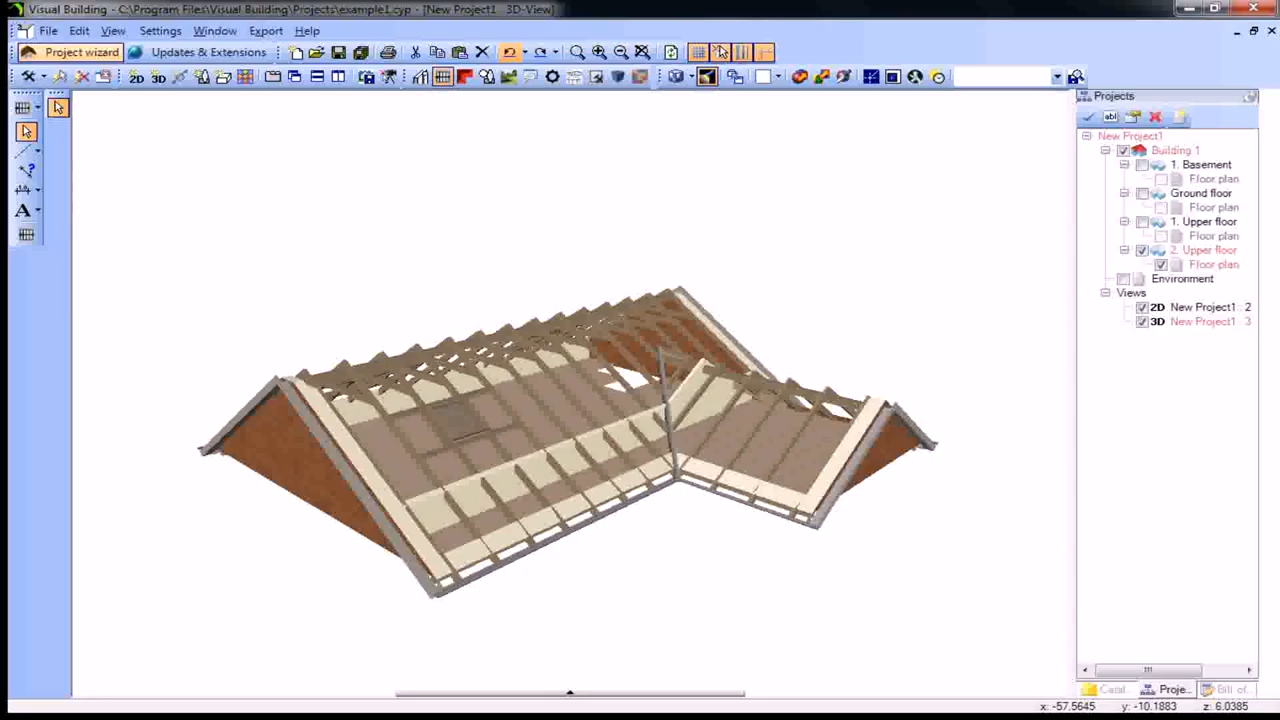 Visual Building - C:\Program Files\Visual Building\Projects\example1.cyp - [New Project1 3D-View]
File Edit View Settings Window Export Help
Project wizard Updates & Extensions
2D 3D
Projects
abl
New Project1
Building 1
1. Basement
Floor plan
Ground floor
Floor plan
1. Upper floor
Floor plan
2. Upper floor
Floor plan
Environment
Views
2D New Project1 : 2
3D New Project1 : 3
A
Proje...
Bill of...
x: -57.5645 y: -10.1883 z: 6.0385